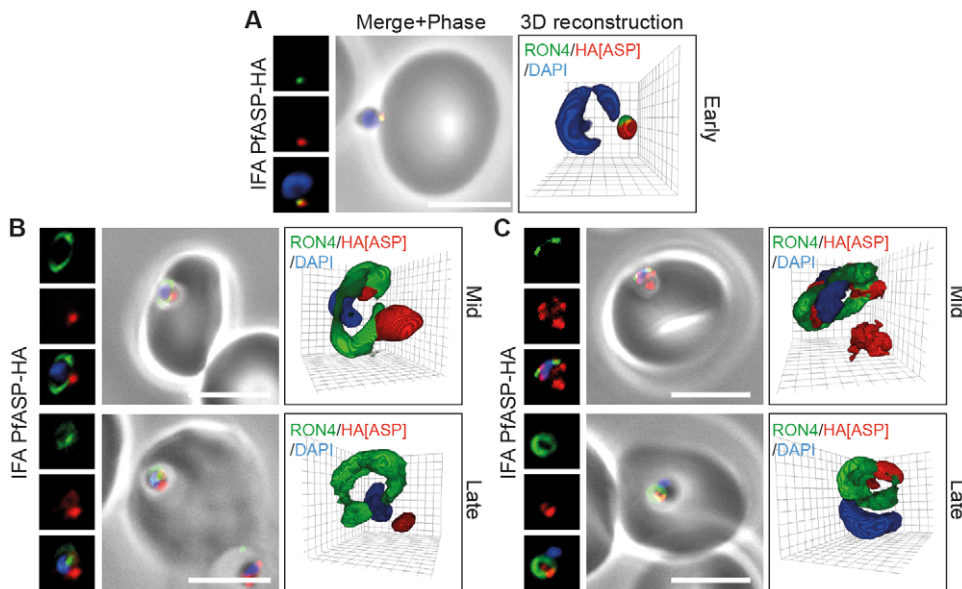 A
Merge+Phase
3D reconstruction
IFA PfASP-HA
RON4/HA[ASP]
/DAPI
Early
B
IFA PfASP-HA
RON4/HA[ASP]
/DAPI
Mid
RON4/HA[ASP]
/DAPI
Late
C
IFA PfASP-HA
RON4/HA[ASP]
/DAPI
Mid
RON4/HA[ASP]
/DAPI
Late